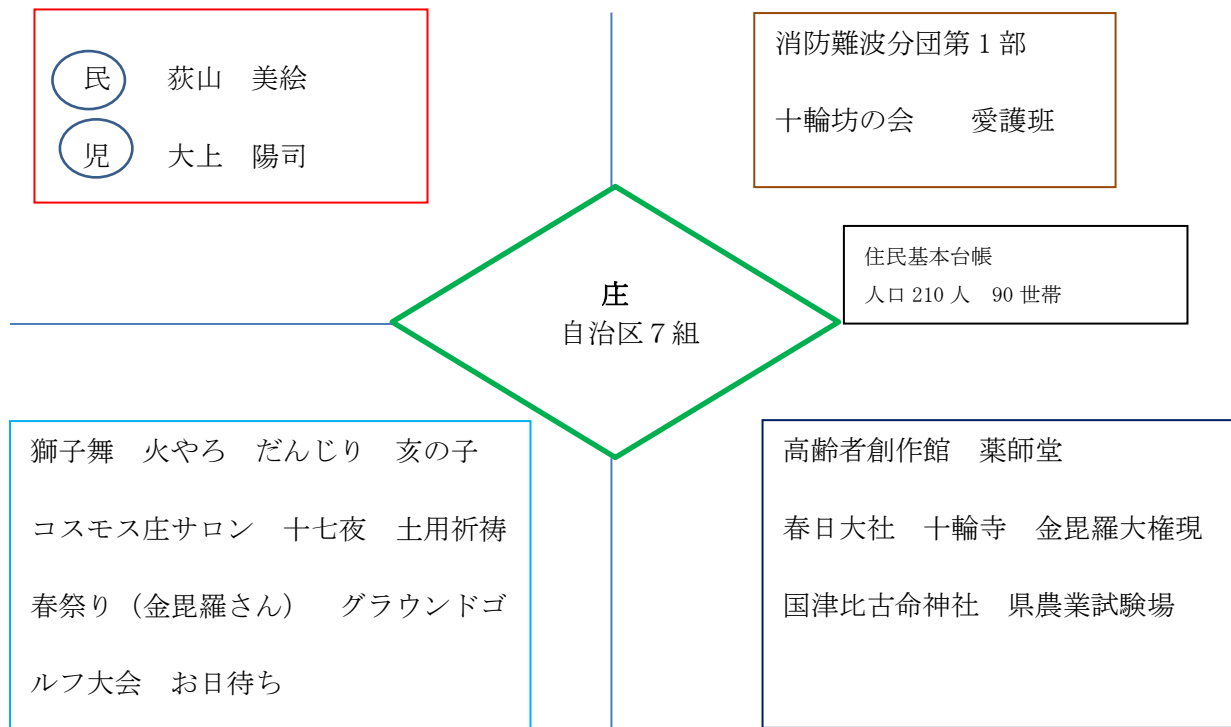 民　荻山　美絵
児　大上　陽司
消防難波分団第１部
十輪坊の会　　愛護班
住民基本台帳
人口 210 人　90 世帯
庄
自治区７組
獅子舞　火やろ　だんじり　亥の子
コスモス庄サロン　十七夜　土用祈祷
春祭り（金毘羅さん）　グラウンドゴ
ルフ大会　お日待ち
高齢者創作館　薬師堂
春日大社　十輪寺　金毘羅大権現
国津比古命神社　県農業試験場